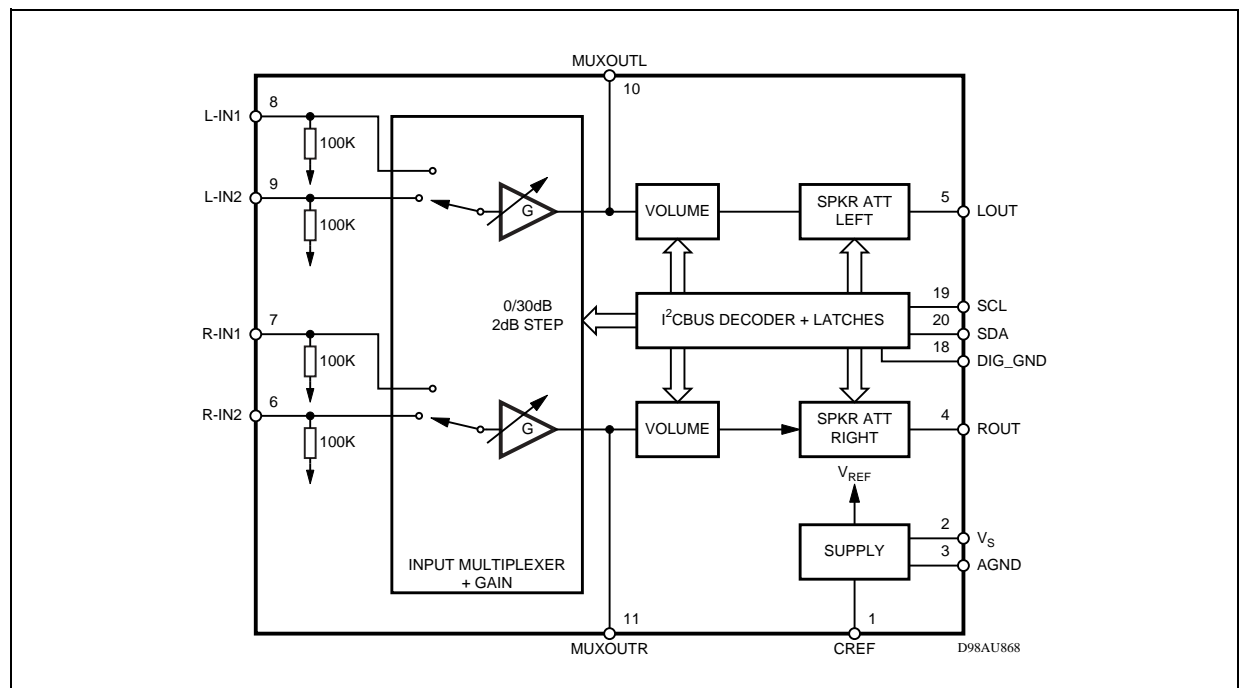 MUXOUTL
10
L-IN1
8
100K
L-IN2
9
100K
G
VOLUME
SPKR ATT
LEFT
5
LOUT
0/30dB
2dB STEP
I²CBUS DECODER + LATCHES
19
SCL
20
SDA
18
DIG_GND
R-IN1
7
100K
R-IN2
6
100K
G
VOLUME
SPKR ATT
RIGHT
4
ROUT
VREF
SUPPLY
2
VS
3
AGND
INPUT MULTIPLEXER
+ GAIN
11
MUXOUTR
1
CREF
D98AU868